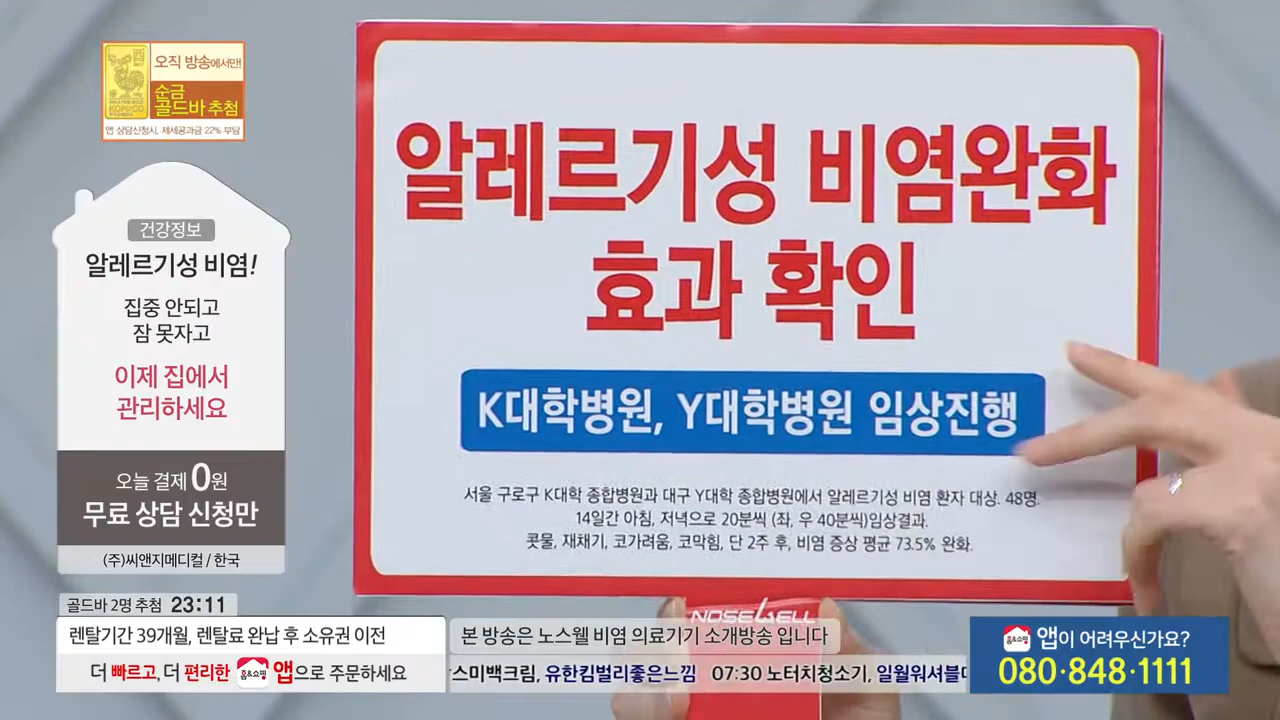 오직 방송에서만!
순금
골드바 추첨
앱 상담신청시, 제세공과금 22% 부담
건강정보
알레르기성 비염!
집중 안되고
잠 못자고
이제 집에서
관리하세요
오늘 결제 0원
무료 상담 신청만
(주)씨앤지메디컬 / 한국
알레르기성 비염완화
효과 확인
K대학병원, Y대학병원 임상진행
서울 구로구 K대학 종합병원과 대구 Y대학 종합병원에서 알레르기성 비염 환자 대상. 48명.
14일간 아침, 저녁으로 20분씩 (좌, 우 40분씩)임상결과.
콧물, 재채기, 코가려움, 코막힘, 단 2주 후, 비염 증상 평균 73.5% 완화.
NOSEWELL
골드바 2명 추첨 23:11
렌탈기간 39개월, 렌탈료 완납 후 소유권 이전
본 방송은 노스웰 비염 의료기기 소개방송 입니다
더 빠르고, 더 편리한 홈&쇼핑 앱으로 주문하세요
스미백크림, 유한킴벌리좋은느낌 07:30 노터치청소기, 일월워셔블
홈&쇼핑 앱이 어려우신가요?
080·848·1111